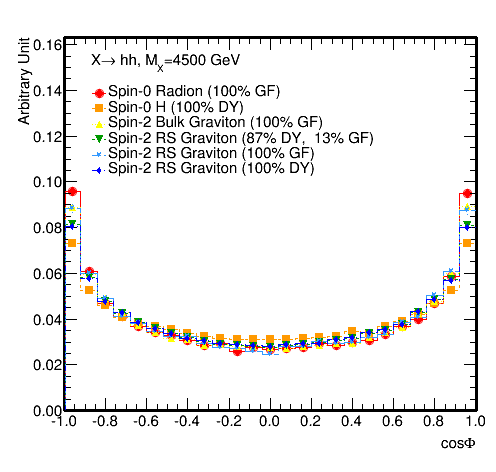 Arbitrary Unit
X→ hh, MX=4500 GeV
Spin-0 Radion (100% GF)
Spin-0 H (100% DY)
Spin-2 Bulk Graviton (100% GF)
Spin-2 RS Graviton (87% DY, 13% GF)
Spin-2 RS Graviton (100% GF)
Spin-2 RS Graviton (100% DY)
0.16
0.14
0.12
0.10
0.08
0.06
0.04
0.02
0.00
-1.0 -0.8 -0.6 -0.4 -0.2 0.0 0.2 0.4 0.6 0.8 1.0
cosΦ